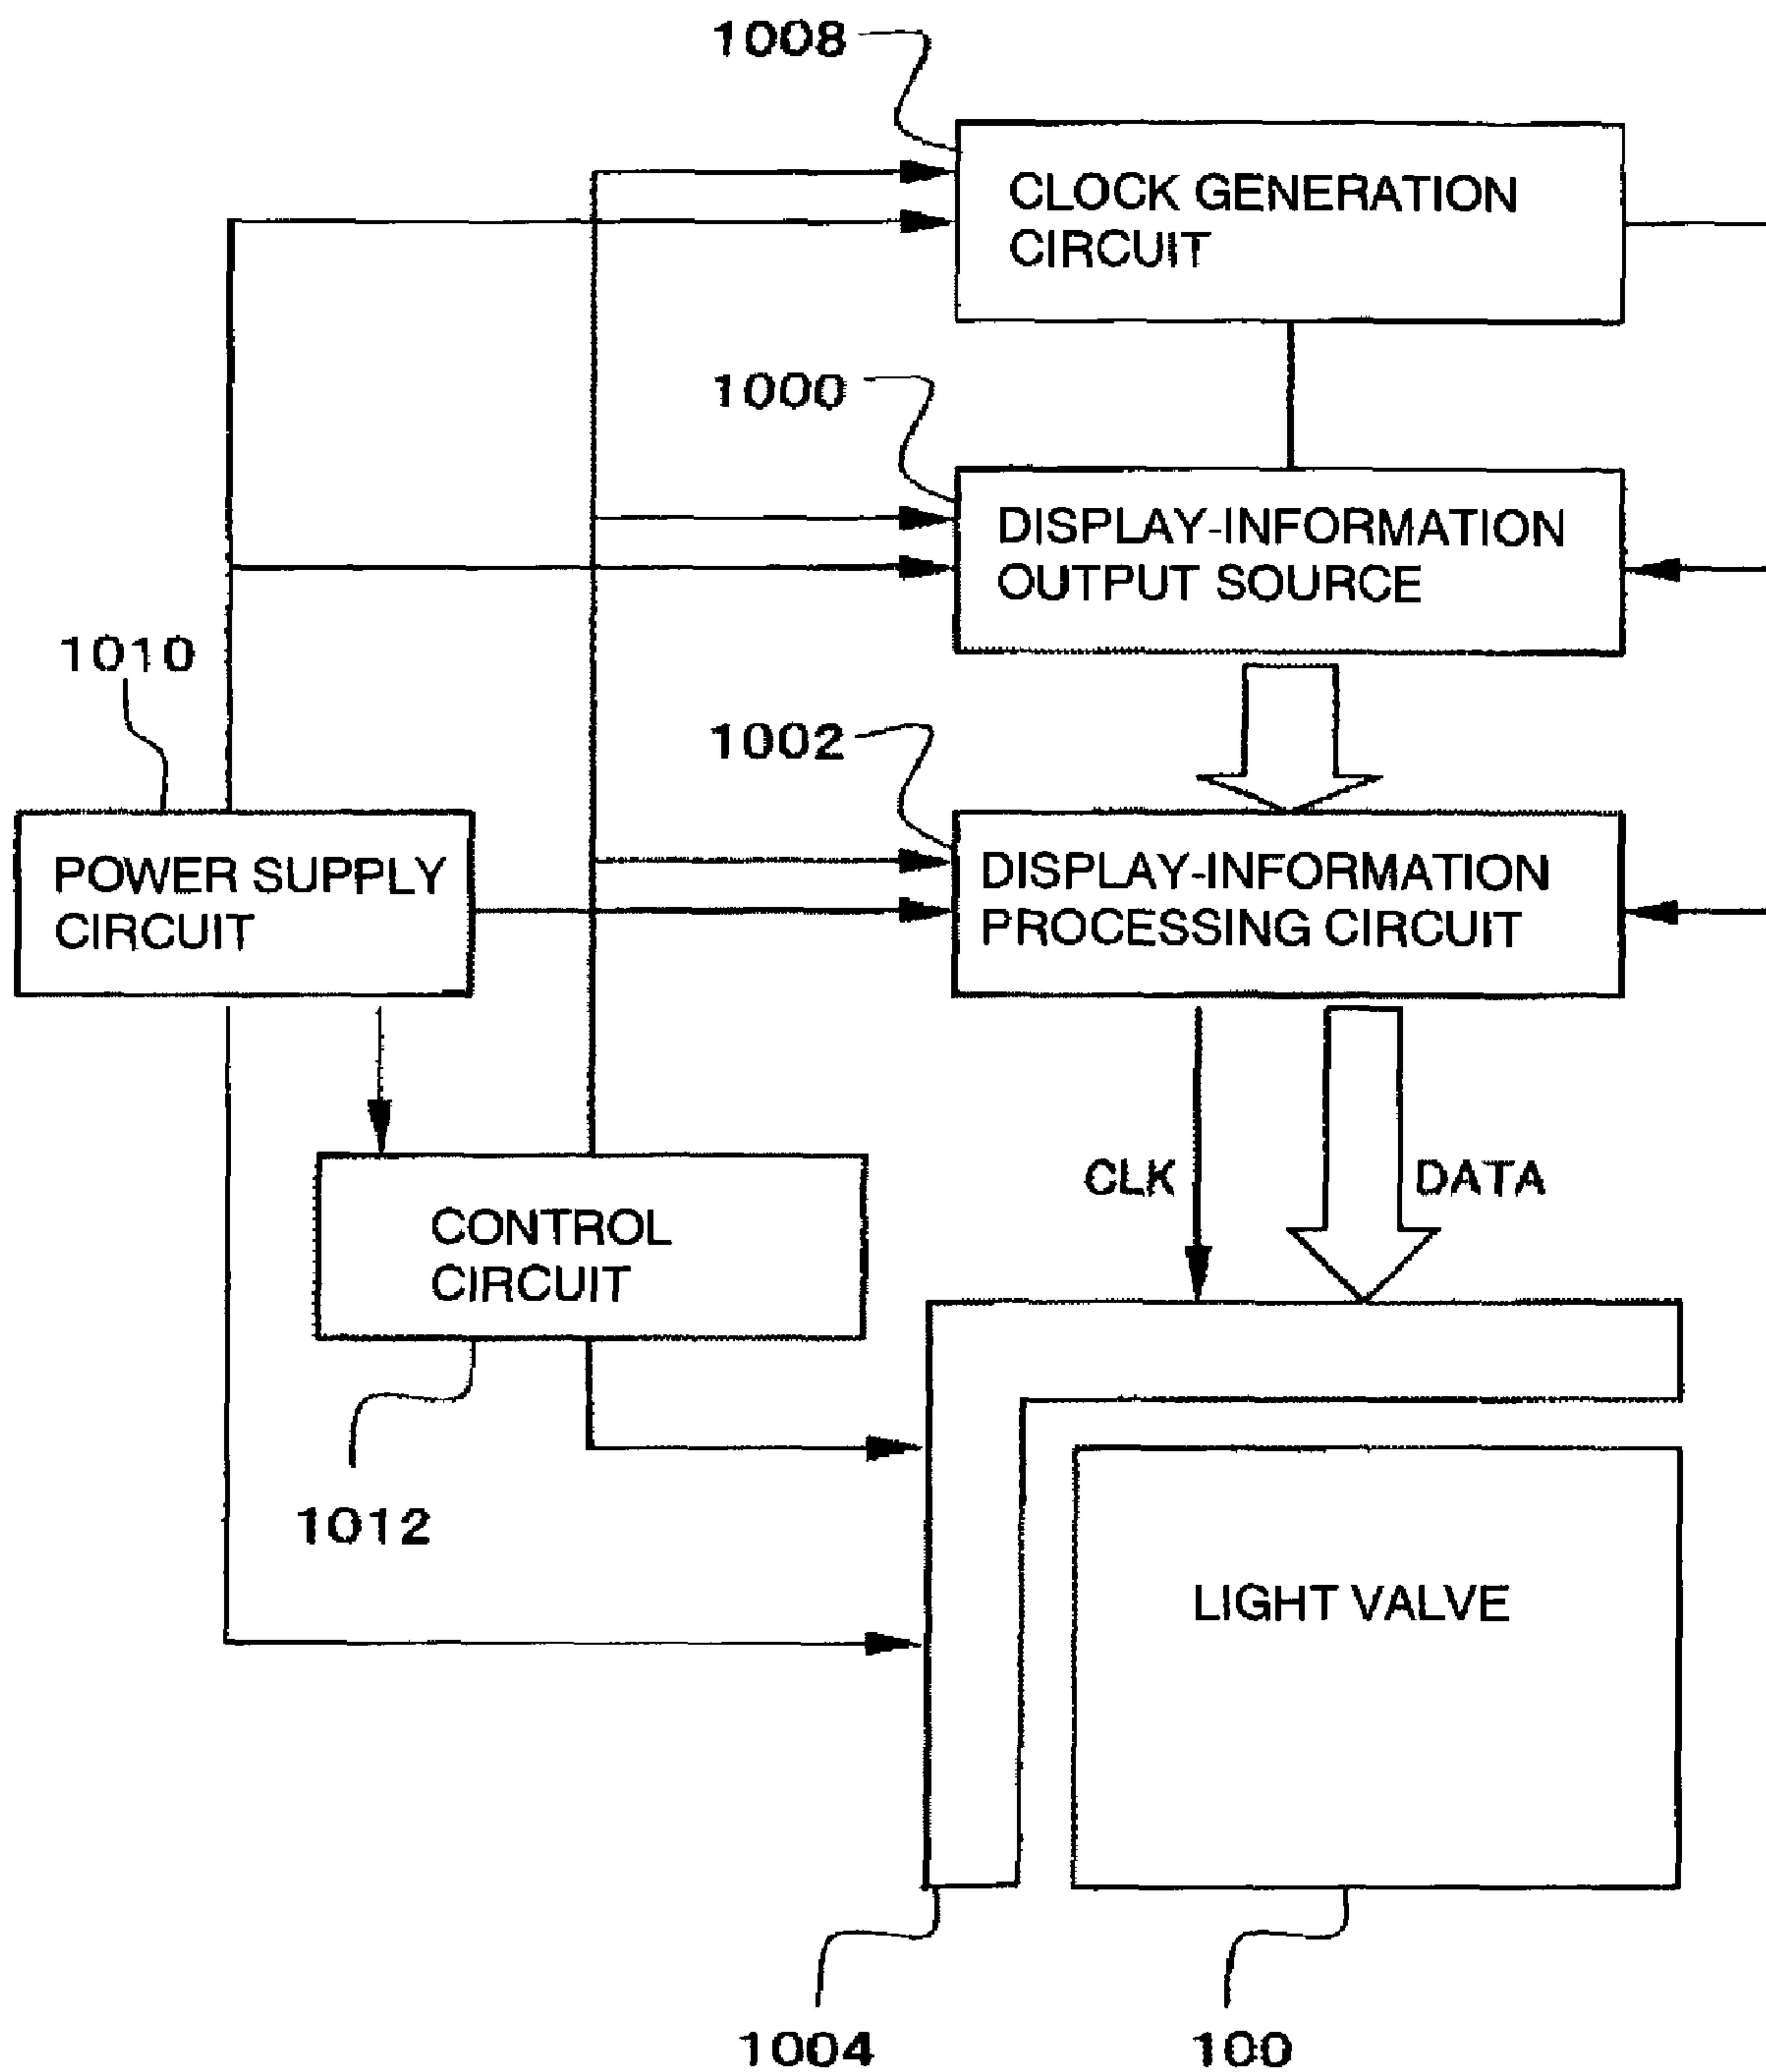 1008
CLOCK GENERATION
CIRCUIT
1000
DISPLAY-INFORMATION
OUTPUT SOURCE
1010
1002
POWER SUPPLY
CIRCUIT
DISPLAY-INFORMATION
PROCESSING CIRCUIT
CLK
DATA
CONTROL
CIRCUIT
1012
LIGHT VALVE
1004
100